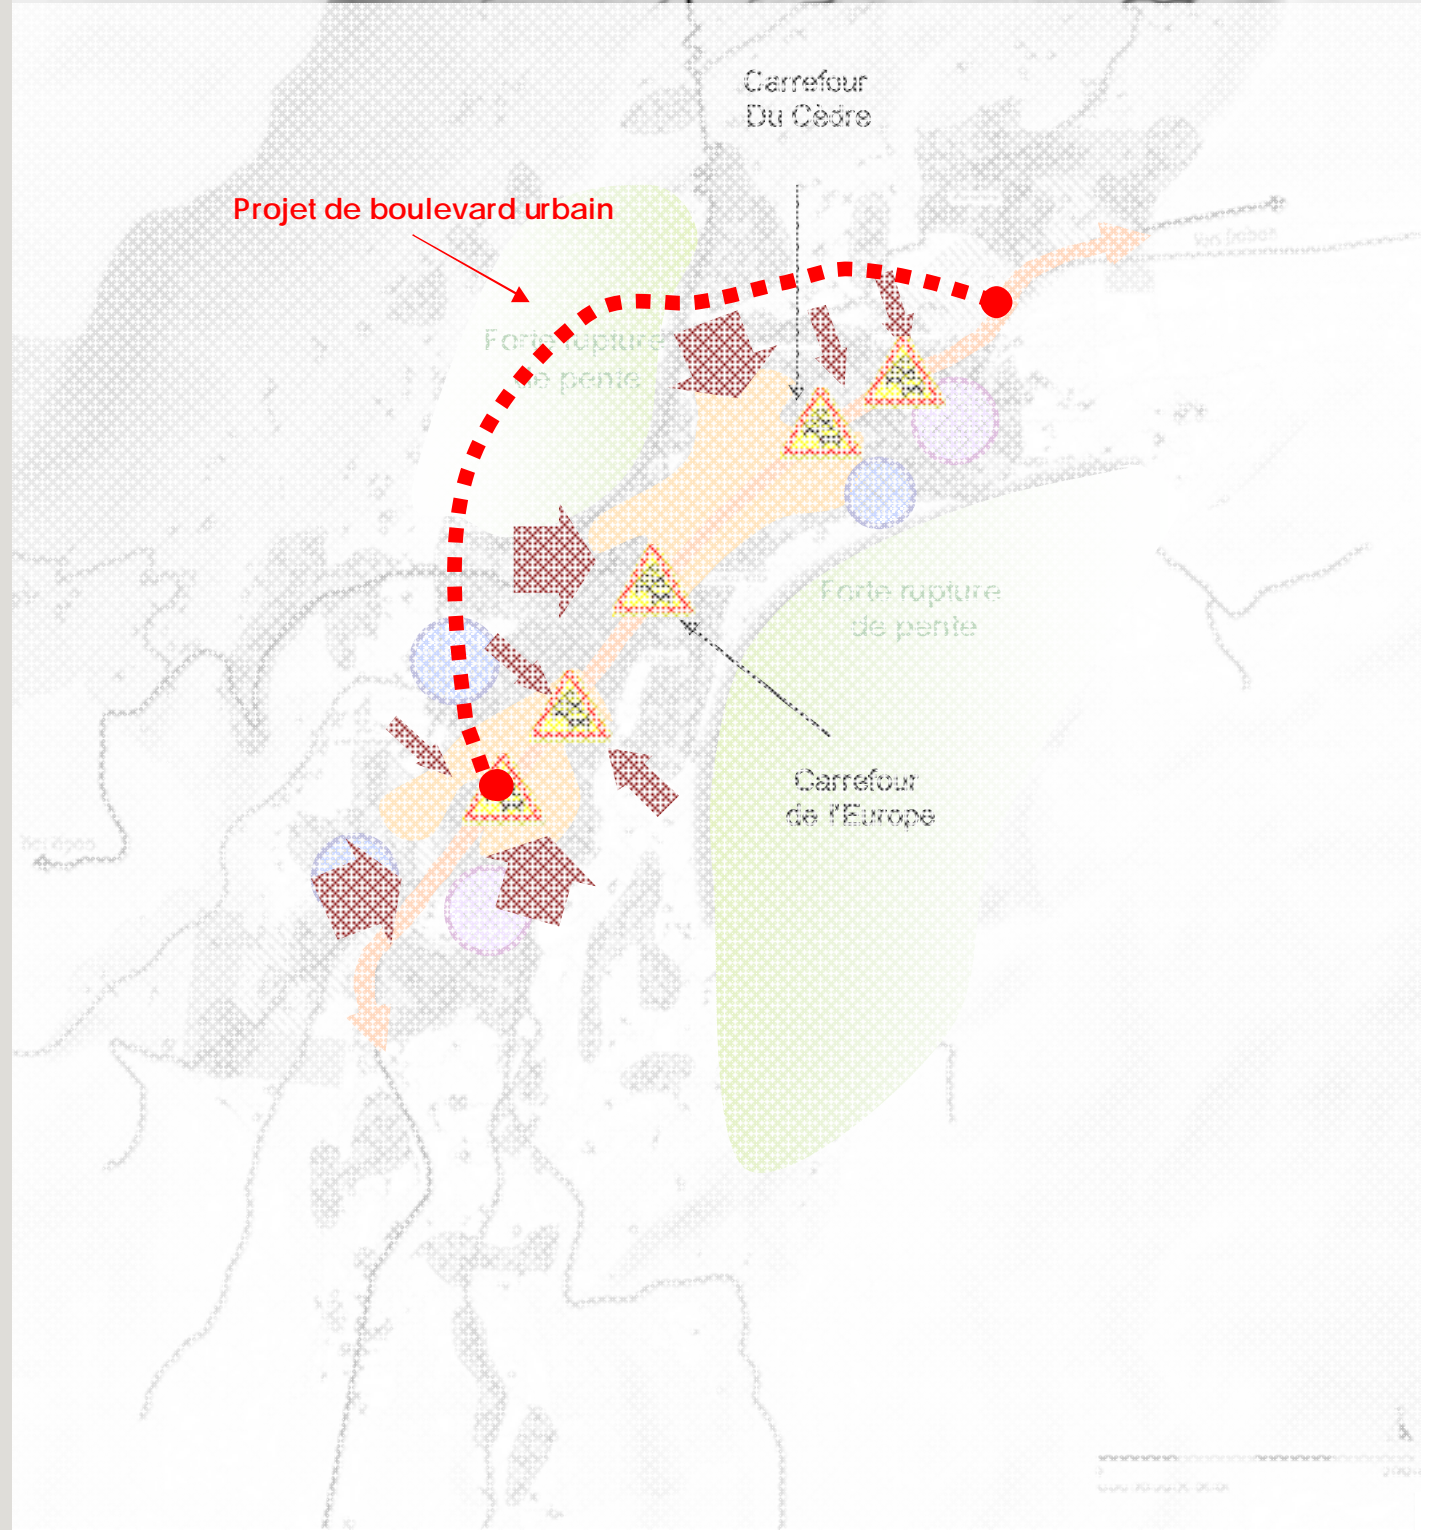 Carrefour
Du Cèdre
Projet de boulevard urbain
Forte rupture
de pente
Forte rupture
de pente
Carrefour
de l'Europe